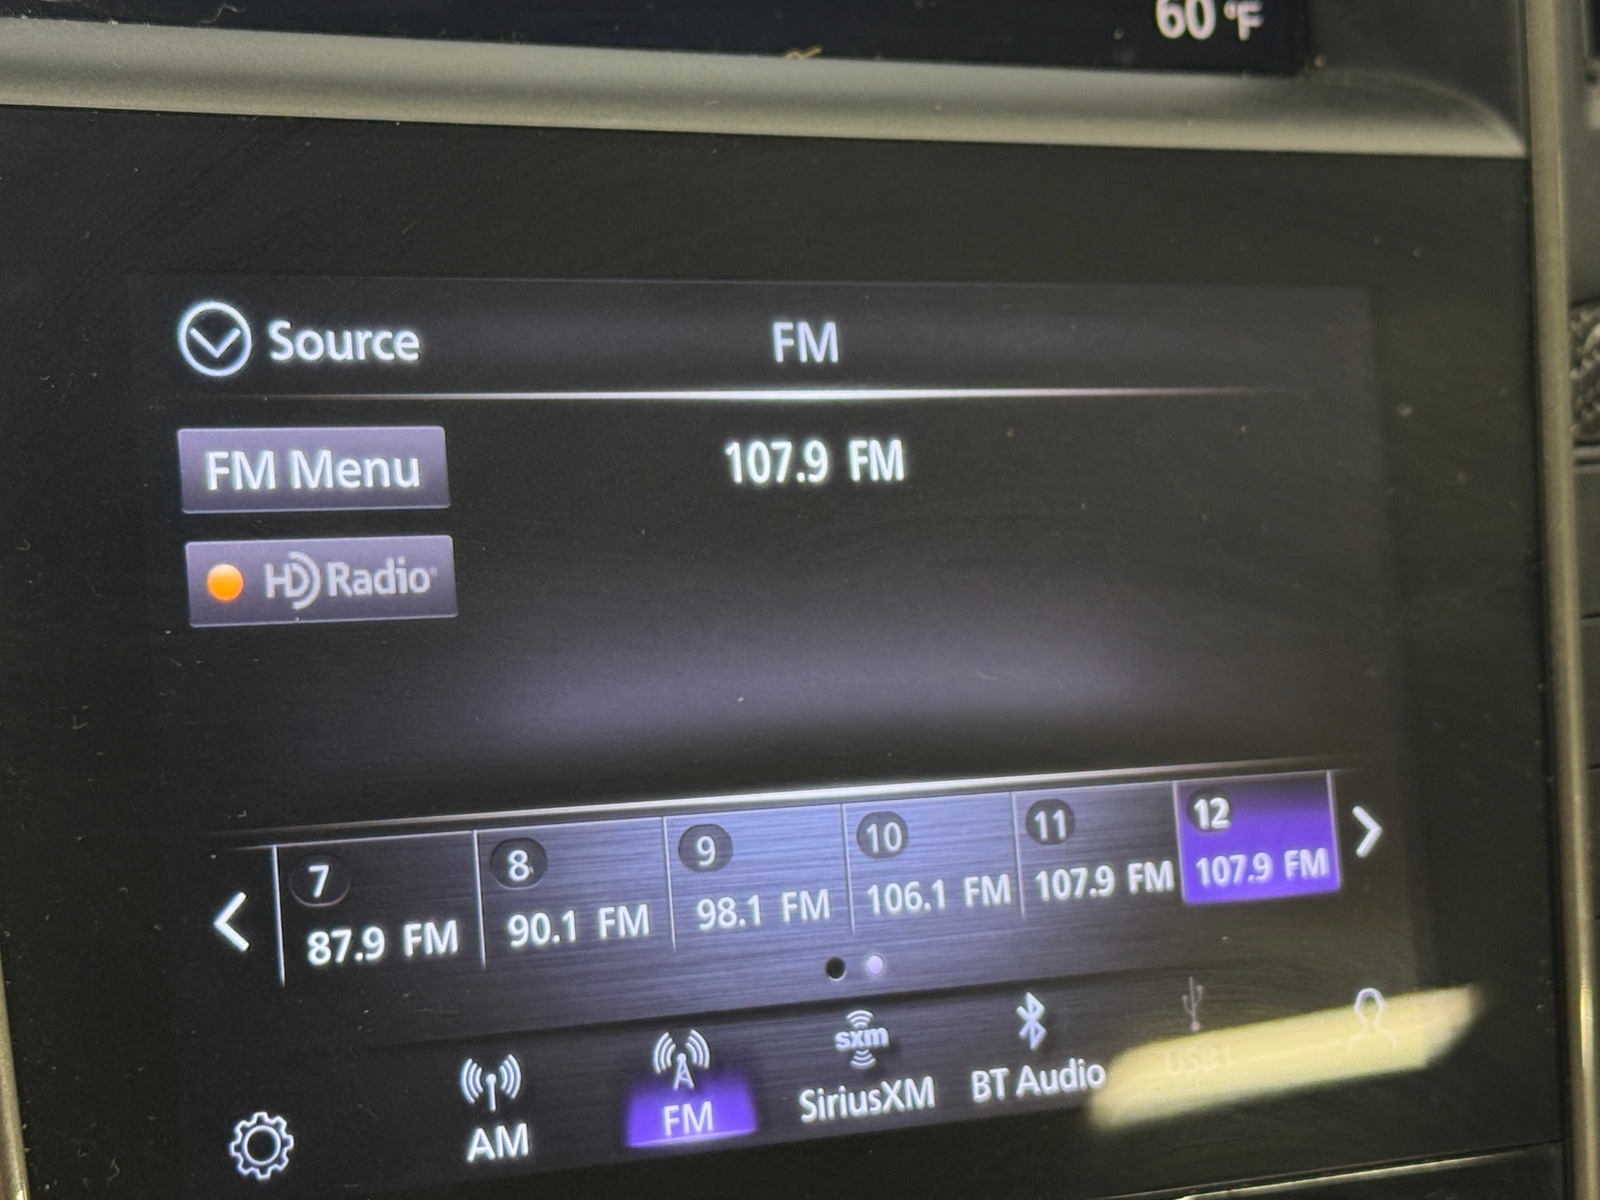 60 °F
Source
FM
FM Menu
107.9 FM
HD Radio
7
8
9
10
11
12
87.9 FM
90.1 FM
98.1 FM
106.1 FM
107.9 FM
107.9 FM
AM
FM
sxm
SiriusXM
BT Audio
USB1